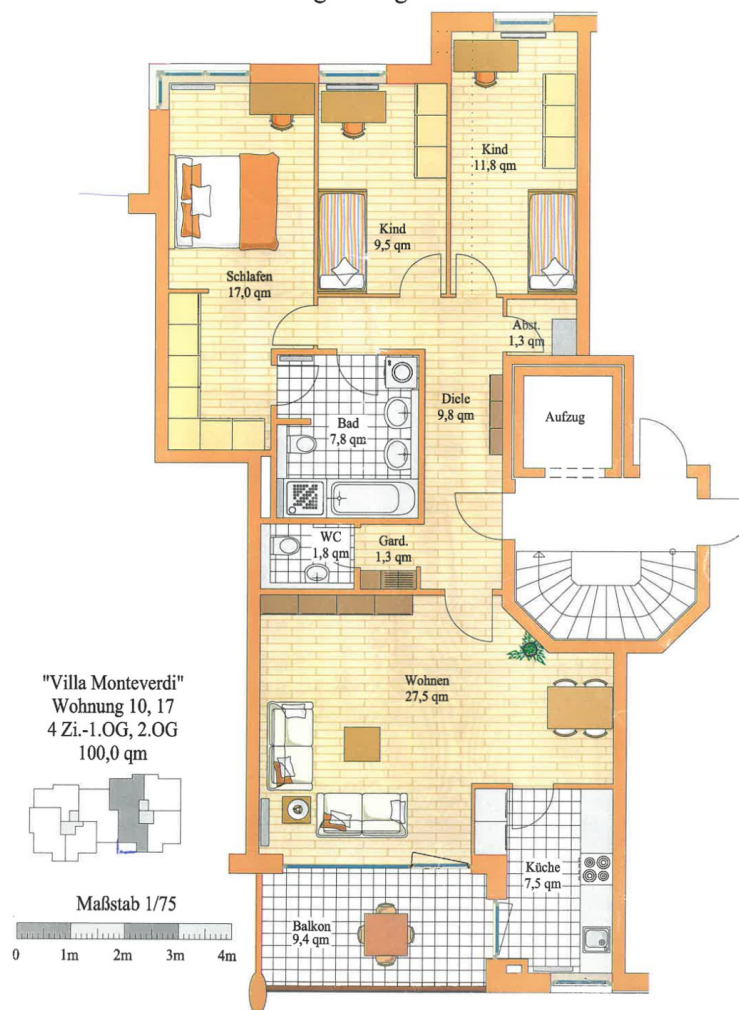 Kind
11,8 qm
Kind
9,5 qm
Schlafen
17,0 qm
Abst.
1,3 qm
Diele
9,8 qm
Aufzug
Bad
7,8 qm
WC
1,8 qm
Gard.
1,3 qm
Wohnen
27,5 qm
"Villa Monteverdi"
Wohnung 10, 17
4 Zi.-1.OG, 2.OG
100,0 qm
Küche
7,5 qm
Maßstab 1/75
0 1m 2m 3m 4m
Balkon
9,4 qm